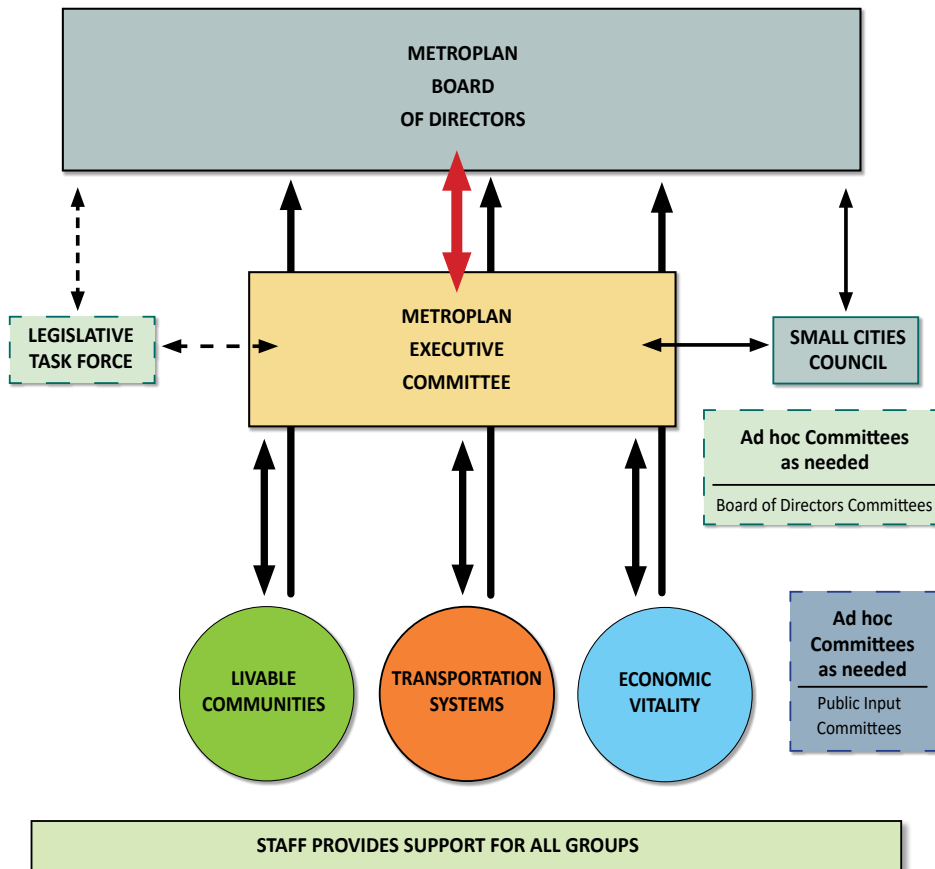 METROPLAN
BOARD
OF DIRECTORS
LEGISLATIVE
TASK FORCE
METROPLAN
EXECUTIVE
COMMITTEE
SMALL CITIES
COUNCIL
Ad hoc Committees
as needed
Board of Directors Committees
LIVABLE
COMMUNITIES
TRANSPORTATION
SYSTEMS
ECONOMIC
VITALITY
Ad hoc
Committees
as needed
Public Input
Committees
STAFF PROVIDES SUPPORT FOR ALL GROUPS